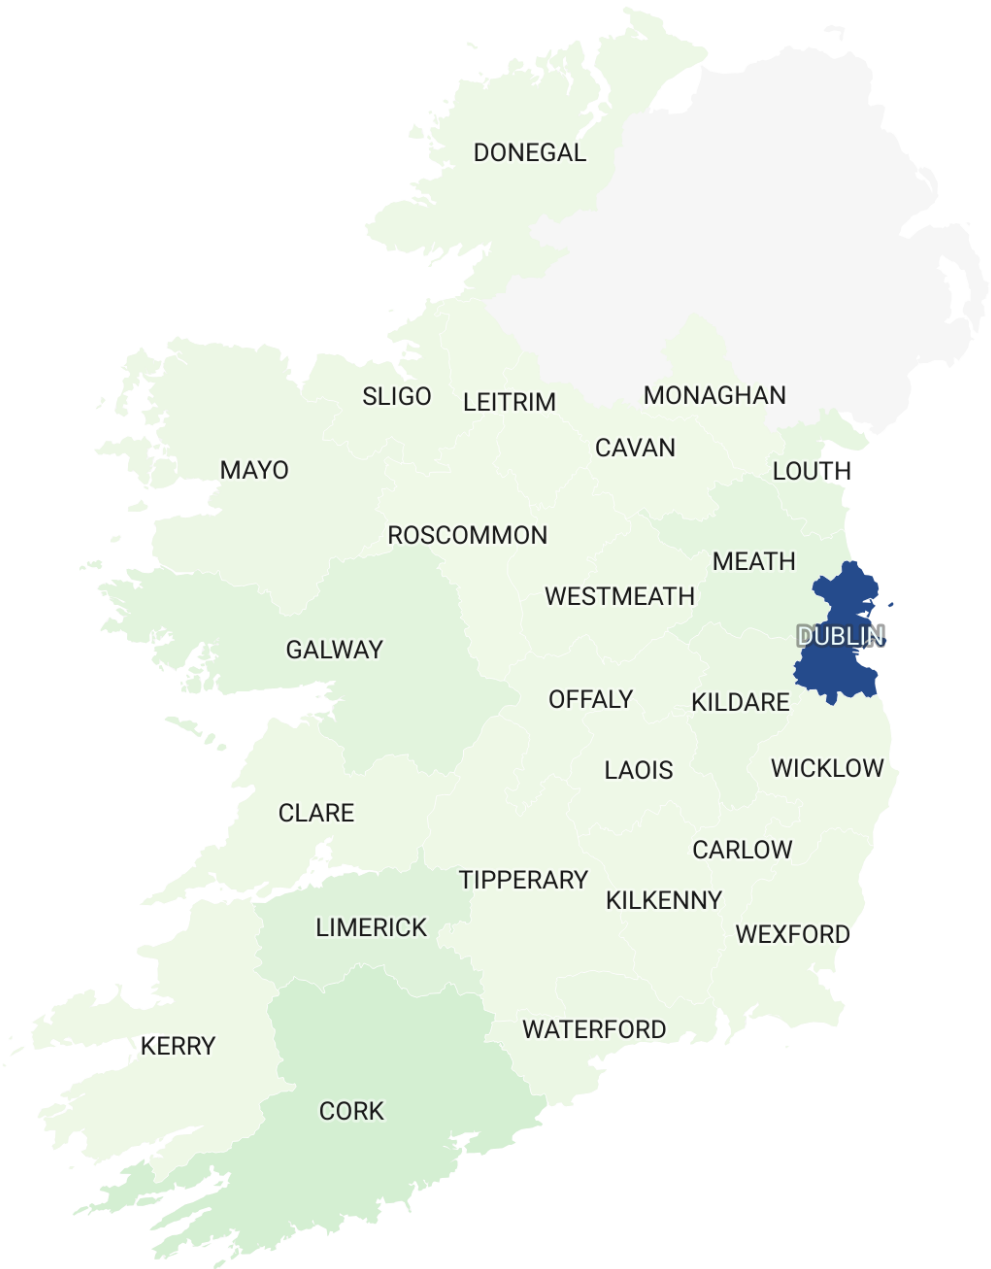 DONEGAL
MONAGHAN
SLIGO
LEITRIM
CAVAN
MAYO
LOUTH
ROSCOMMON
MEATH
WESTMEATH
DUBLIN
GALWAY
OFFALY
KILDARE
LAOIS
WICKLOW
CLARE
CARLOW
TIPPERARY
KILKENNY
LIMERICK
WEXFORD
WATERFORD
KERRY
CORK